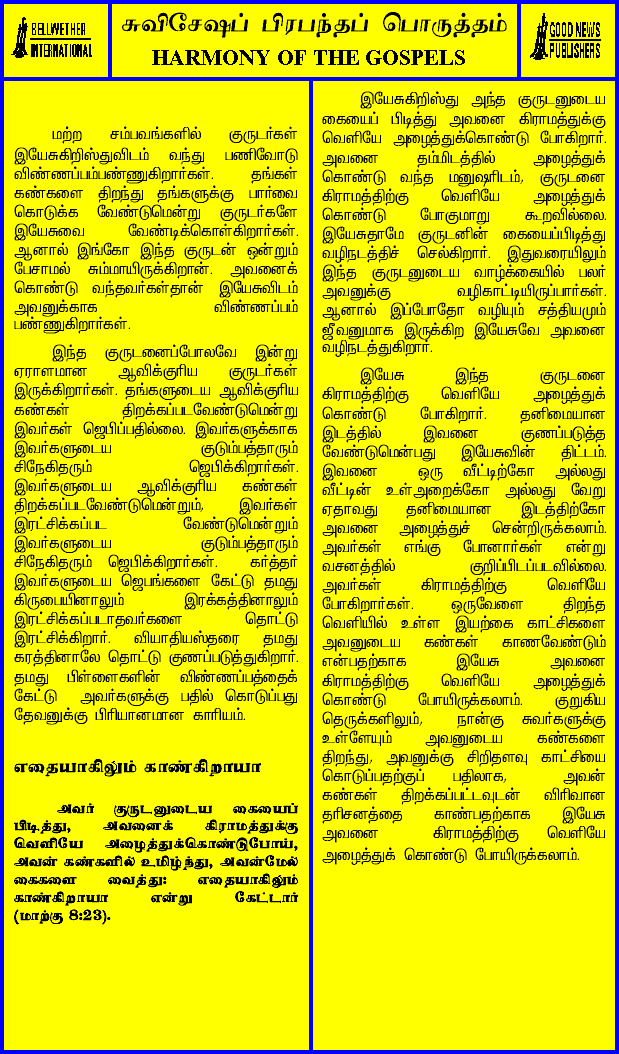 BELLWETHER
INTERNATIONAL
சுவிசேஷப் பிரபந்தப் பொருத்தம்
HARMONY OF THE GOSPELS
GOOD NEWS
PUBLISHERS
மற்ற சம்பவங்களில் குருடர்கள்
இயேசுகிறிஸ்துவிடம் வந்து பணிவோடு
விண்ணப்பம்பண்ணுகிறார்கள். தங்கள்
கண்களை திறந்து தங்களுக்கு பார்வை
கொடுக்க வேண்டுமென்று குருடர்களே
இயேசுவை வேண்டிக்கொள்கிறார்கள்.
ஆனால் இங்கோ இந்த குருடன் ஒன்றும்
பேசாமல் சும்மாயிருக்கிறான். அவனைக்
கொண்டு வந்தவர்கள்தான் இயேசுவிடம்
அவனுக்காக விண்ணப்பம்
பண்ணுகிறார்கள்.
இந்த குருடனைப்போலவே இன்று
ஏராளமான ஆவிக்குரிய குருடர்கள்
இருக்கிறார்கள். தங்களுடைய ஆவிக்குரிய
கண்கள் திறக்கப்படவேண்டுமென்று
இவர்கள் ஜெபிப்பதில்லை. இவர்களுக்காக
இவர்களுடைய குடும்பத்தாரும்
சிநேகிதரும் ஜெபிக்கிறார்கள்.
இவர்களுடைய ஆவிக்குரிய கண்கள்
திறக்கப்படவேண்டுமென்றும், இவர்கள்
இரட்சிக்கப்பட வேண்டுமென்றும்
இவர்களுடைய குடும்பத்தாரும்
சிநேகிதரும் ஜெபிக்கிறார்கள். கர்த்தர்
இவர்களுடைய ஜெபங்களை கேட்டு தமது
கிருபையினாலும் இரக்கத்தினாலும்
இரட்சிக்கப்படாதவர்களை தொட்டு
இரட்சிக்கிறார். வியாதியஸ்தரை தமது
கரத்தினாலே தொட்டு குணப்படுத்துகிறார்.
தமது பிள்ளைகளின் விண்ணப்பத்தைக்
கேட்டு அவர்களுக்கு பதில் கொடுப்பது
தேவனுக்கு பிரியானமான காரியம்.
எதையாகிலும் காண்கிறாயா
அவர் குருடனுடைய கையைப்
பிடித்து, அவனைக் கிராமத்துக்கு
வெளியே அழைத்துக்கொண்டுபோய்,
அவன் கண்களில் உமிழ்ந்து, அவன்மேல்
கைகளை வைத்து: எதையாகிலும்
காண்கிறாயா என்று கேட்டார்
(மாற்கு 8:23).
இயேசுகிறிஸ்து அந்த குருடனுடைய
கையைப் பிடித்து அவனை கிராமத்துக்கு
வெளியே அழைத்துக்கொண்டு போகிறார்.
அவனை தம்மிடத்தில் அழைத்துக்
கொண்டு வந்த மனுஷரிடம், குருடனை
கிராமத்திற்கு வெளியே அழைத்துக்
கொண்டு போகுமாறு கூறவில்லை.
இயேசுதாமே குருடனின் கையைப்பிடித்து
வழிநடத்திச் செல்கிறார். இதுவரையிலும்
இந்த குருடனுடைய வாழ்க்கையில் பலர்
அவனுக்கு வழிகாட்டியிருப்பார்கள்.
ஆனால் இப்போதோ வழியும் சத்தியமும்
ஜீவனுமாக இருக்கிற இயேசுவே அவனை
வழிநடத்துகிறார்.
இயேசு இந்த குருடனை
கிராமத்திற்கு வெளியே அழைத்துக்
கொண்டு போகிறார். தனிமையான
இடத்தில் இவனை குணப்படுத்த
வேண்டுமென்பது இயேசுவின் திட்டம்.
இவனை ஒரு வீட்டிற்கோ அல்லது
வீட்டின் உள்அறைக்கோ அல்லது வேறு
ஏதாவது தனிமையான இடத்திற்கோ
அவனை அழைத்துச் சென்றிருக்கலாம்.
அவர்கள் எங்கு போனார்கள் என்று
வசனத்தில் குறிப்பிடப்படவில்லை.
அவர்கள் கிராமத்திற்கு வெளியே
போகிறார்கள். ஒருவேளை திறந்த
வெளியில் உள்ள இயற்கை காட்சிகளை
அவனுடைய கண்கள் காணவேண்டும்
என்பதற்காக இயேசு அவனை
கிராமத்திற்கு வெளியே அழைத்துக்
கொண்டு போயிருக்கலாம். குறுகிய
தெருக்களிலும், நான்கு சுவர்களுக்கு
உள்ளேயும் அவனுடைய கண்களை
திறந்து, அவனுக்கு சிறிதளவு காட்சியை
கொடுப்பதற்குப் பதிலாக, அவன்
கண்கள் திறக்கப்பட்டவுடன் விரிவான
தரிசனத்தை காண்பதற்காக இயேசு
அவனை கிராமத்திற்கு வெளியே
அழைத்துக் கொண்டு போயிருக்கலாம்.